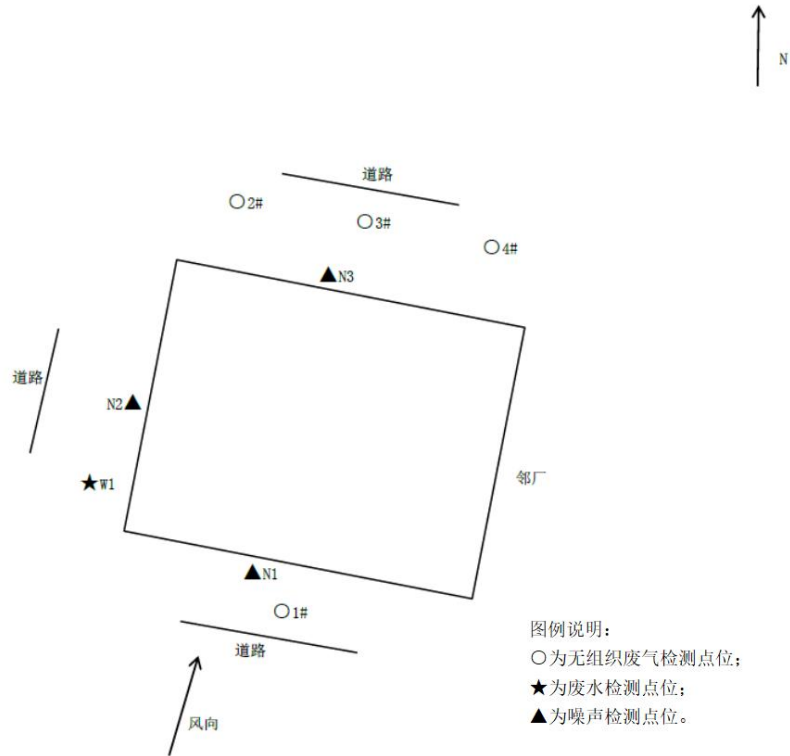 N
道路
○2#
○3#
○4#
▲N3
道路
N2▲
★W1
邻厂
▲N1
○1#
道路
风向
图例说明：
○为无组织废气检测点位；
★为废水检测点位；
▲为噪声检测点位。